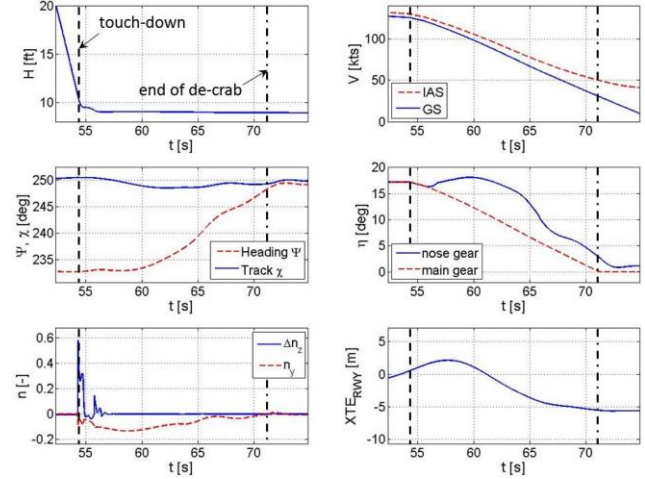 H [ft]
20
15
10
touch-down
end of de-crab
55 60 65 70
t [s]
V [kts]
100
50
0
IAS
GS
55 60 65 70
t [s]
Ψ, χ [deg]
250
245
240
235
Heading Ψ
Track χ
55 60 65 70
t [s]
η [deg]
20
15
10
5
0
nose gear
main gear
55 60 65 70
t [s]
n [-]
0.6
0.4
0.2
0
-0.2
Δn_z
n_y
55 60 65 70
t [s]
XTE_RWY [m]
5
0
-5
-10
55 60 65 70
t [s]